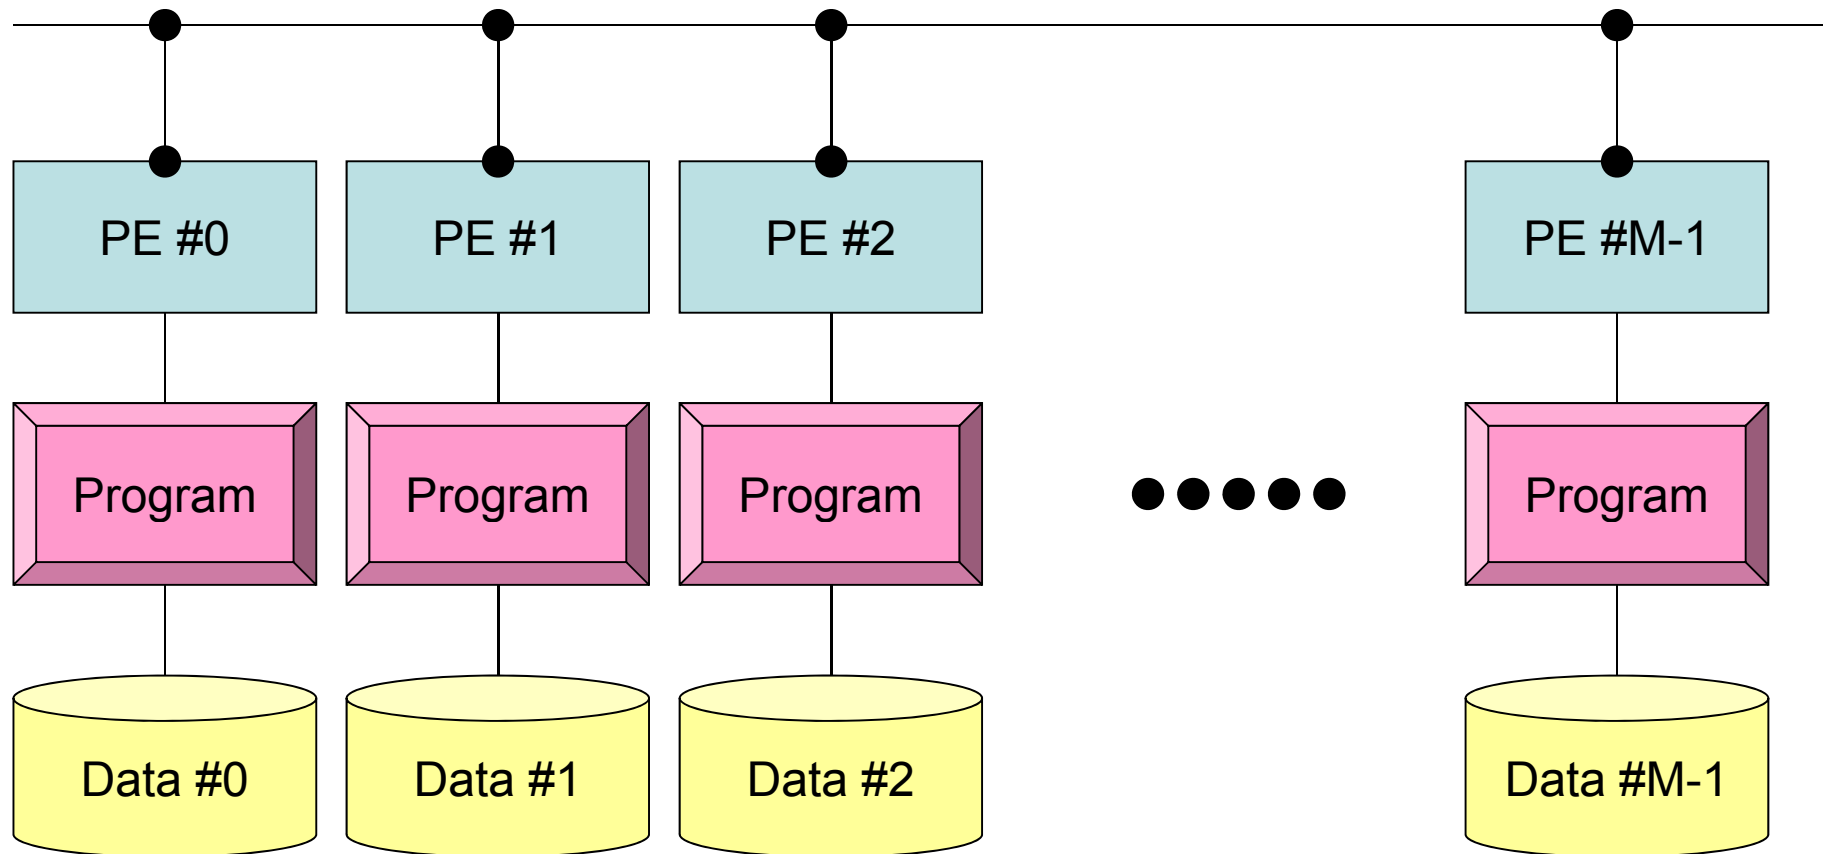 PE #0
PE #1
PE #2
PE #M-1
Program
Program
Program
Program
Data #0
Data #1
Data #2
Data #M-1